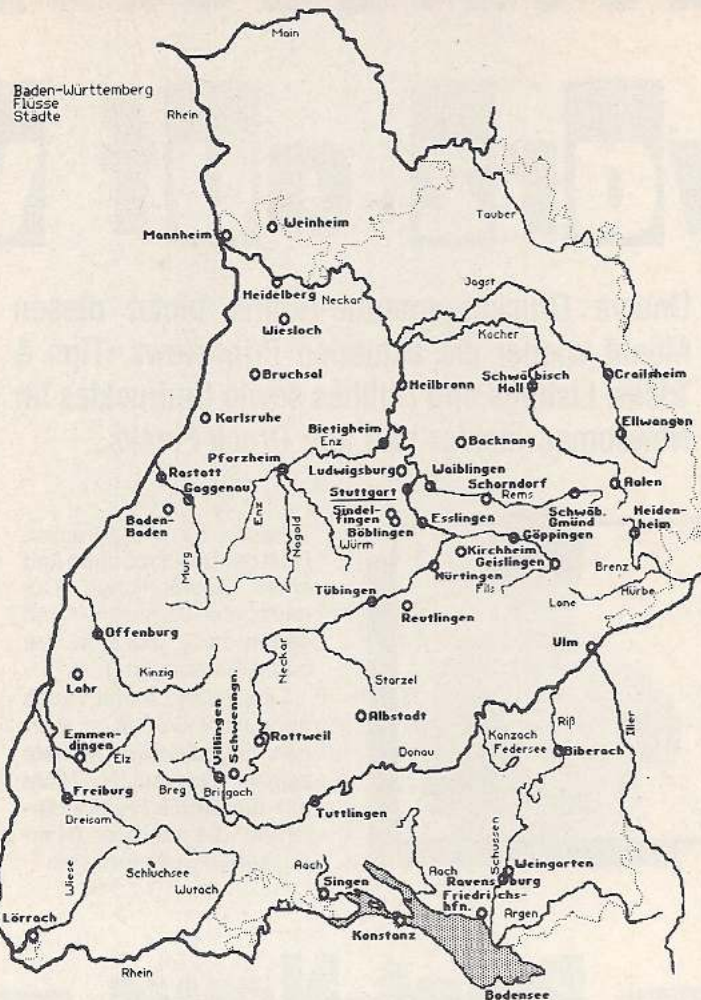 Main
Baden-Württemberg
Flüsse
Städte
Rhein
Tauber
Weinheim
Mannheim
Jagst
Heidelberg
Neckar
Wiesloch
Kocher
Bruchsal
Heilbronn
Schwäbisch
Hall
Crailsheim
Karlsruhe
Ellwangen
Bietigheim
Enz
Backnang
Pforzheim
Ludwigsburg
Waiblingen
Rastatt
Gaggenau
Stuttgart
Schorndorf
Rems
Aalen
Baden-
Baden
Enz
Nagold
Sindel-
fingen
Böblingen
Esslingen
Schwäb.
Gmünd
Heiden-
heim
Göppingen
Würm
Kirchheim
Geislingen
Murg
Nürtingen
Fils
Brenz
Hürbe
Lone
Tübingen
Reutlingen
Offenburg
Ulm
Kinzig
Neckar
Starzel
Lahr
Villingen
Schwenngn.
Albstadt
Riß
Iller
Emmen-
dingen
Elz
Rottweil
Donau
Kanzach
Federsee
Biberach
Breg
Brigach
Freiburg
Tuttlingen
Dreisam
Wiese
Schluchsee
Wutach
Aach
Singen
Aach
Schussen
Weingarten
Ravensburg
Friedrichs-
hfn.
Argen
Lörrach
Konstanz
Rhein
Bodensee